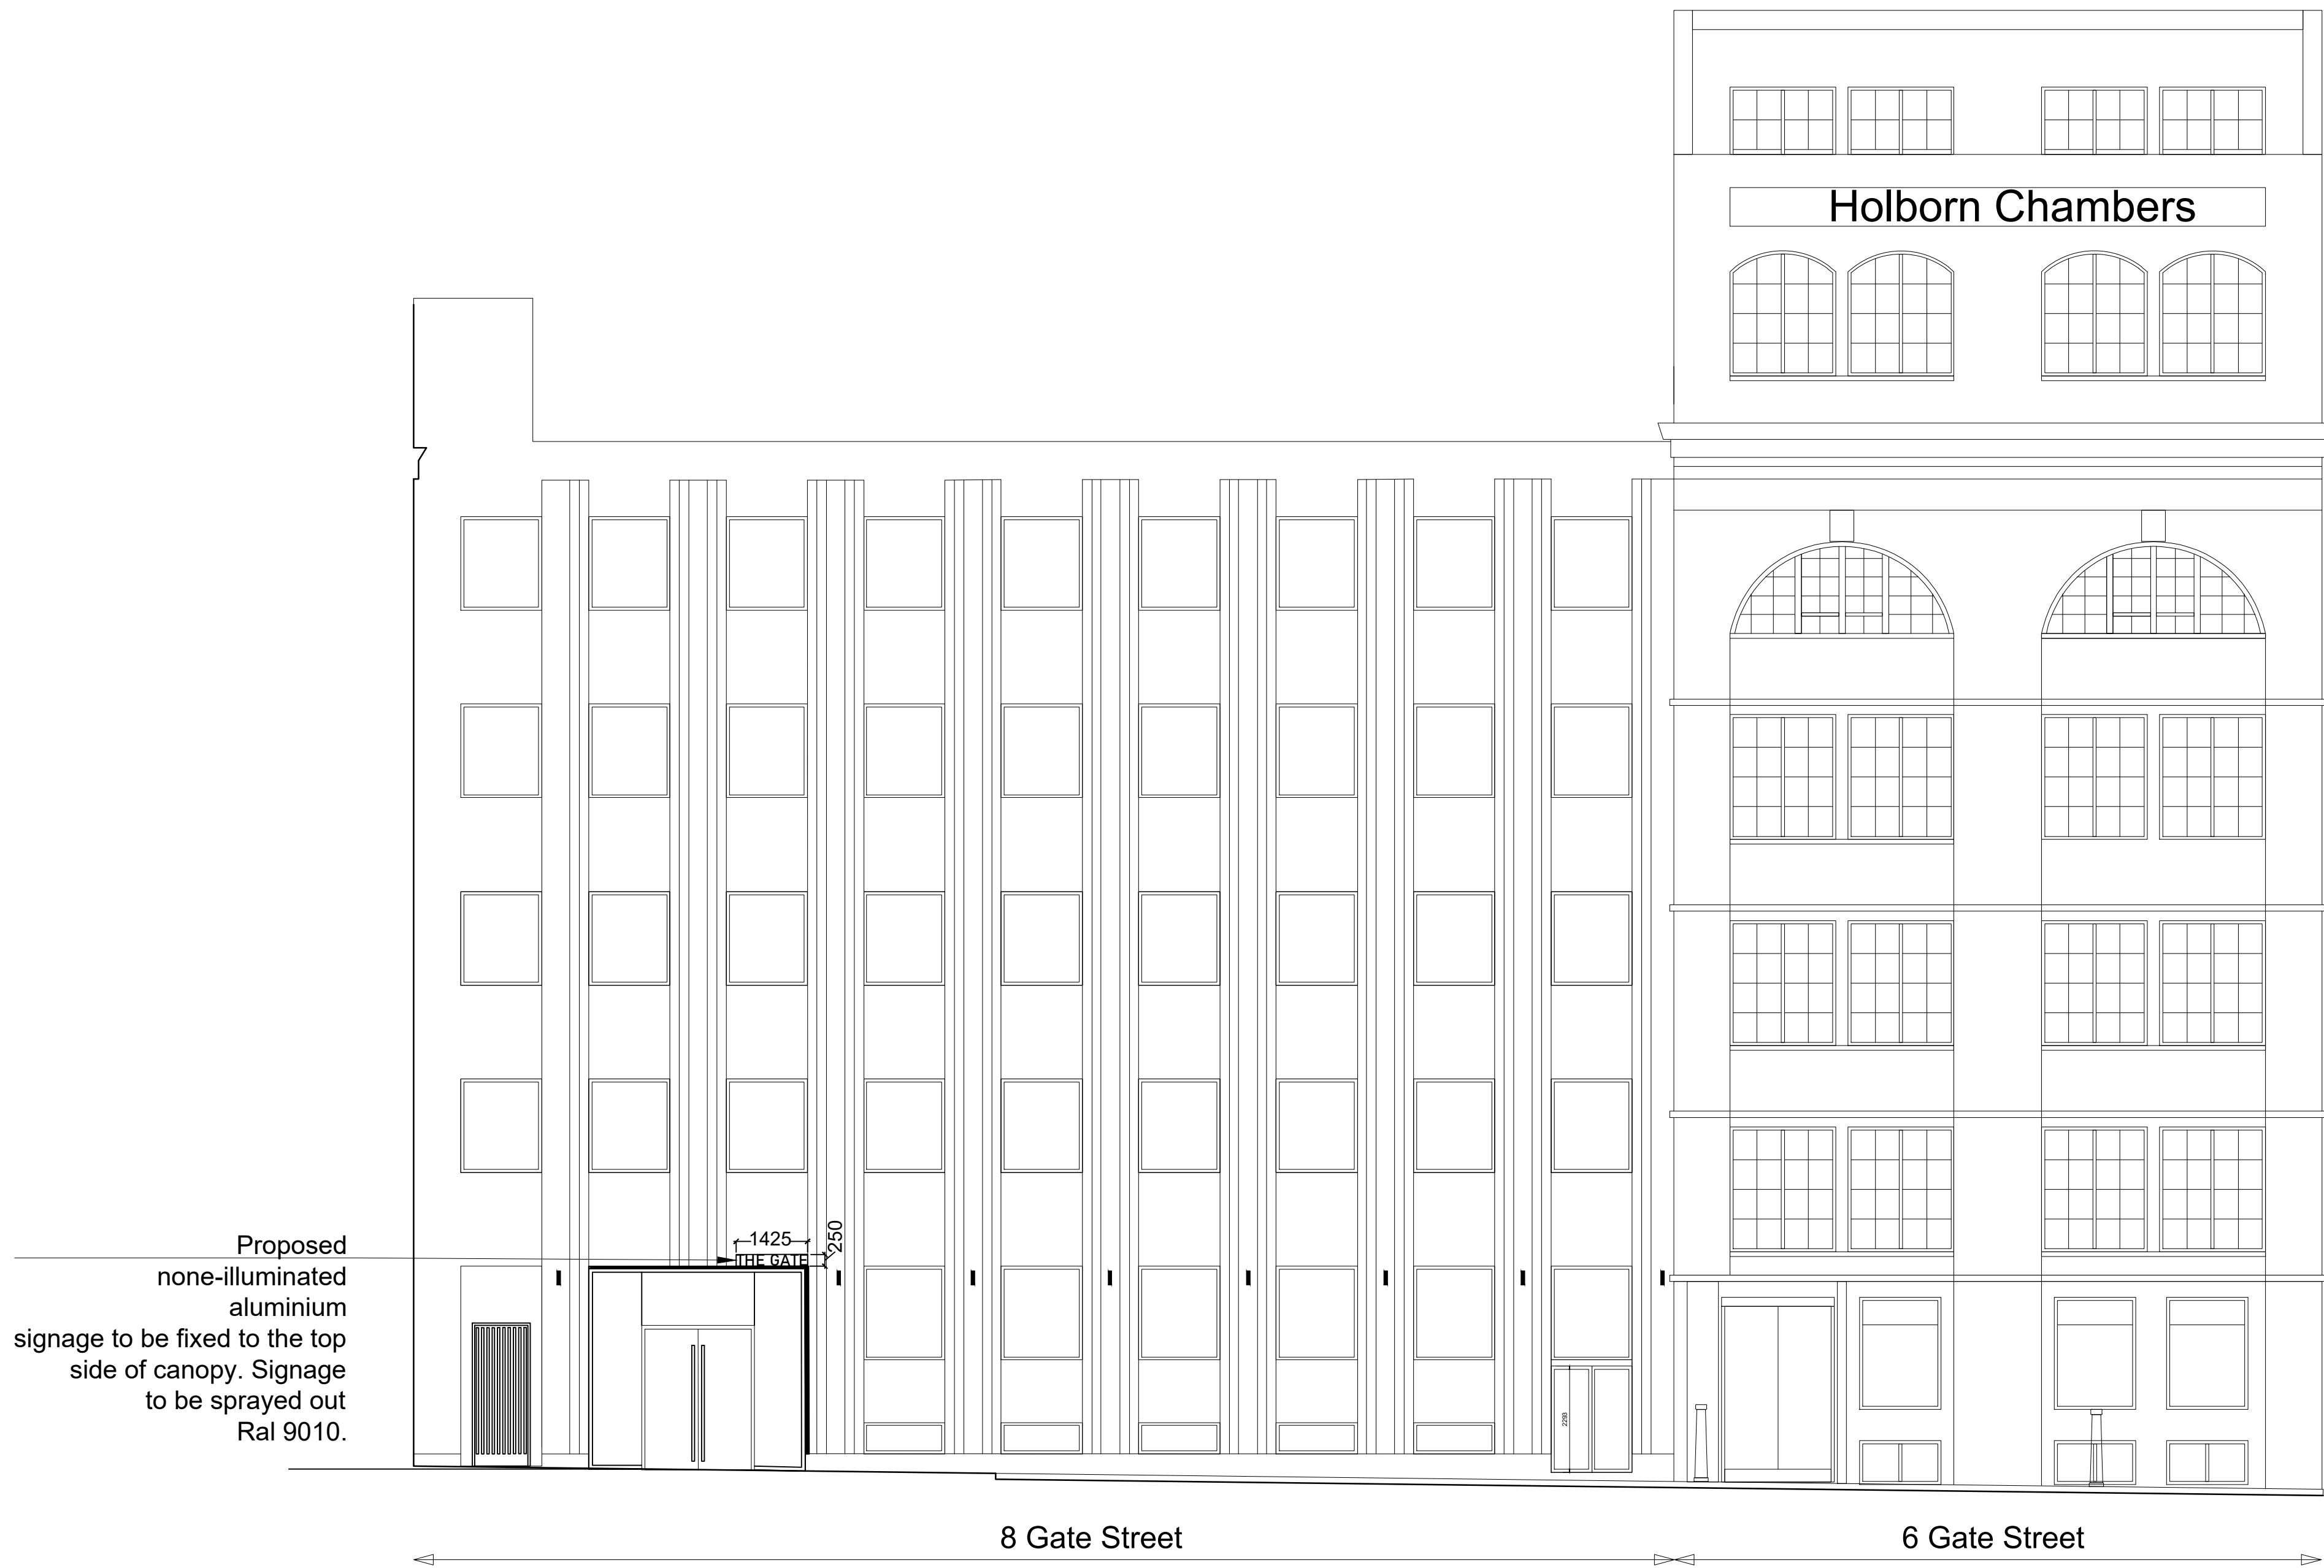 Holborn Chambers
1425
250
THE GATE
Proposed
none-illuminated
aluminium
signage to be fixed to the top
side of canopy. Signage
to be sprayed out
Ral 9010.
2293
8 Gate Street
6 Gate Street